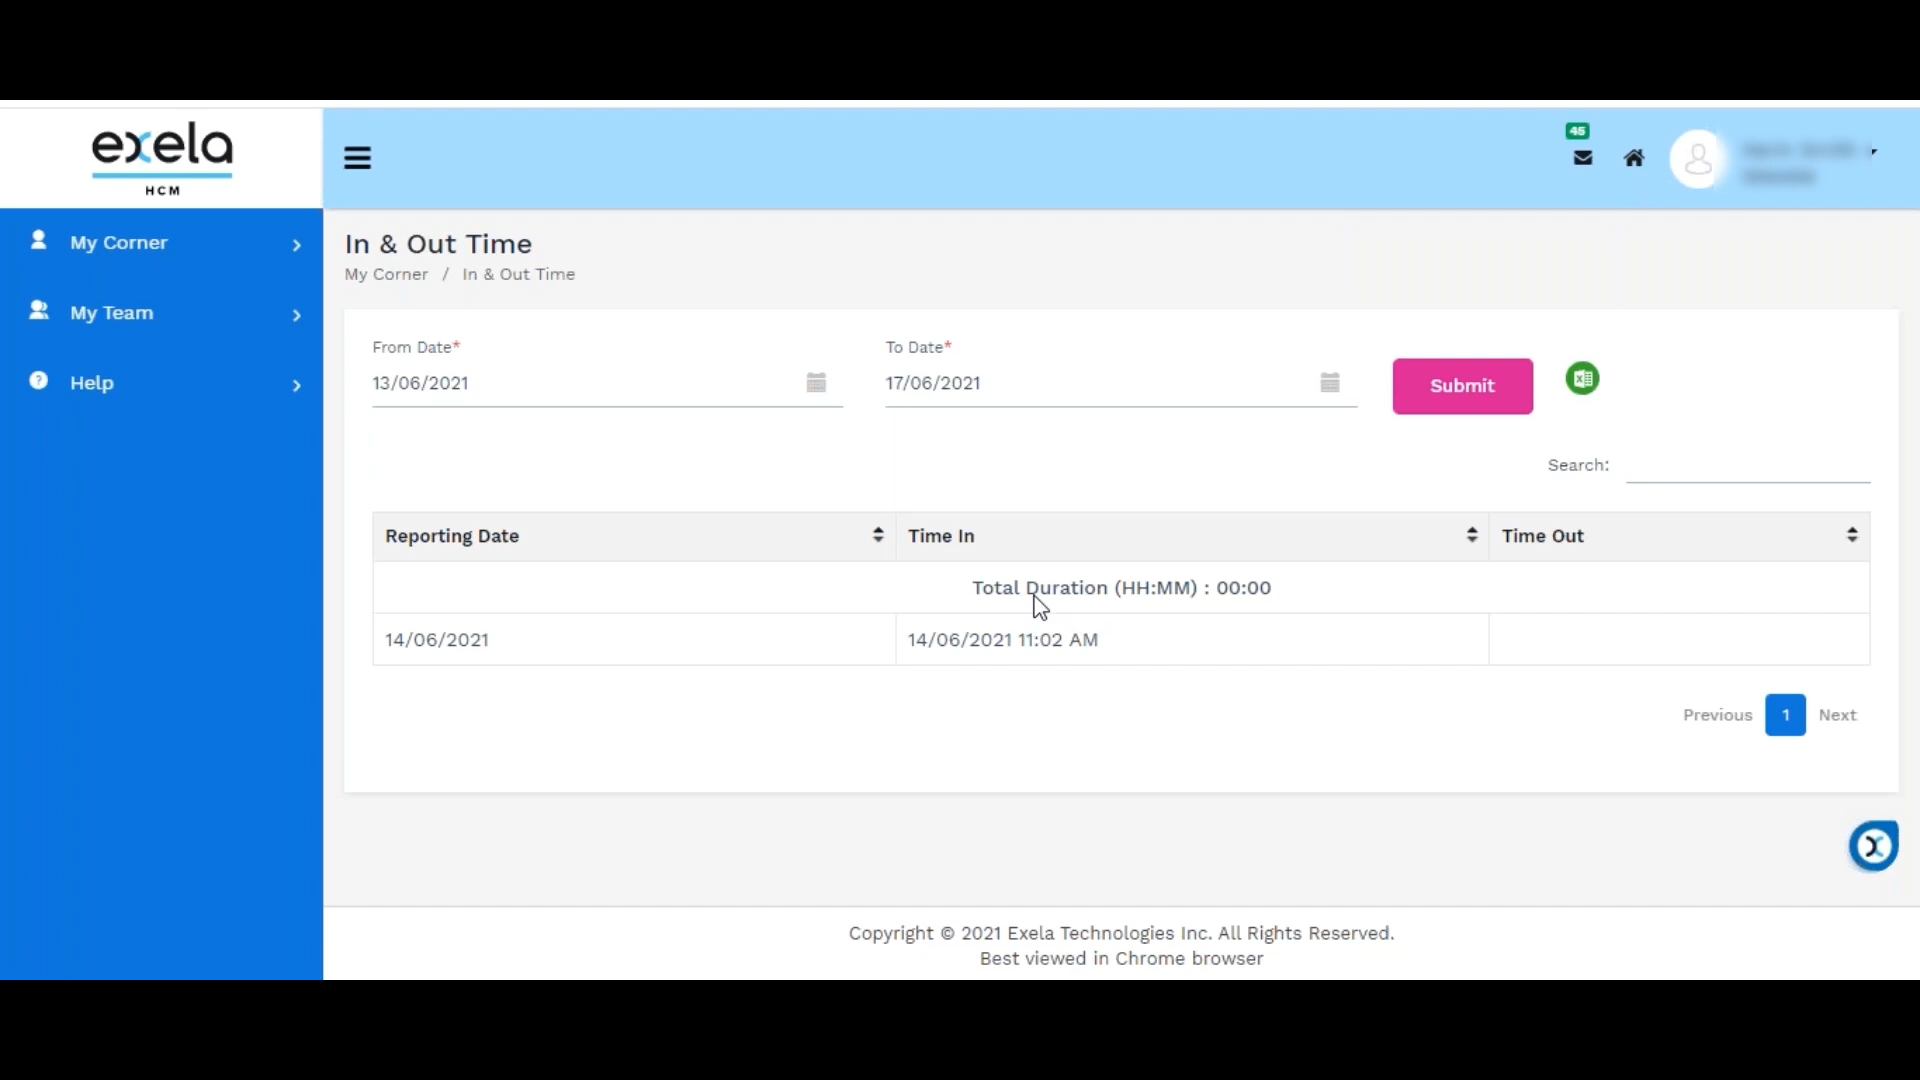 exela
HCM
45
My Corner
My Team
Help
In & Out Time
My Corner / In & Out Time
From Date*
13/06/2021
To Date*
17/06/2021
Submit
Search:
Reporting Date
Time In
Time Out
Total Duration (HH:MM) : 00:00
14/06/2021
14/06/2021 11:02 AM
Previous
1
Next
Copyright © 2021 Exela Technologies Inc. All Rights Reserved.
Best viewed in Chrome browser